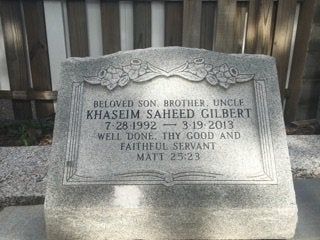 BELOVED SON, BROTHER, UNCLE
KHASEIM SAHEED GILBERT
7-28-1992 — 3-19-2013
WELL DONE, THY GOOD AND
FAITHFUL SERVANT
MATT 25:23